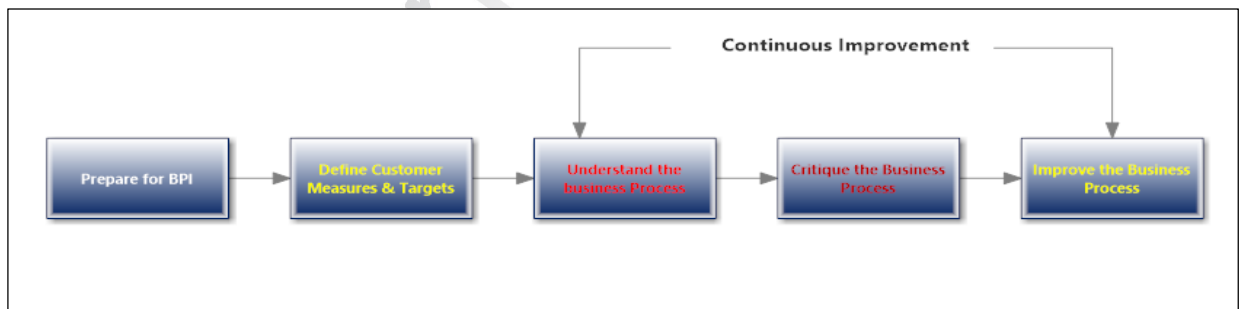 Continuous Improvement
Prepare for BPI
Define Customer
Measures & Targets
Understand the
Business Process
Critique the Business
Process
Improve the Business
Process